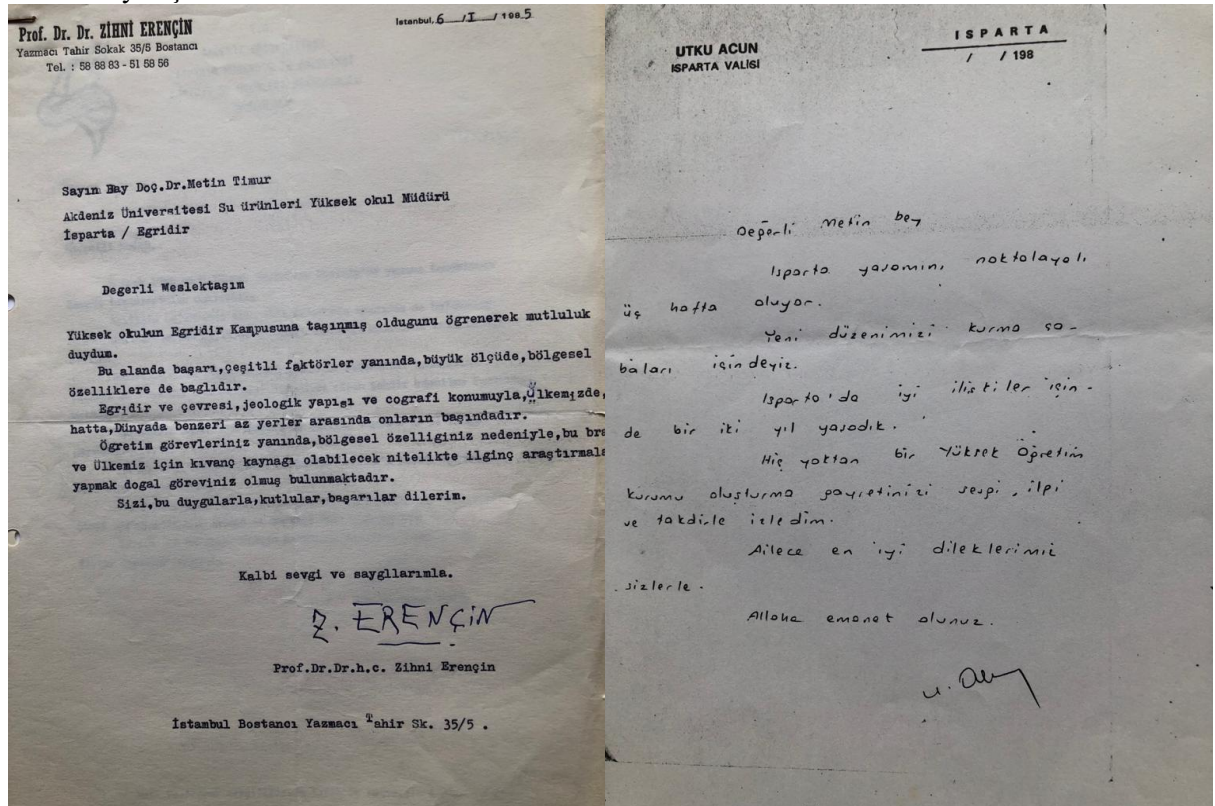 Prof. Dr. Dr. ZİHNİ ERENÇİN
Yazmacı Tahir Sokak 35/5 Bostancı
Tel. : 58 88 83 - 51 58 56
İstanbul, 6 / I / 1985
Sayın Bay Doç.Dr.Metin Timur
Akdeniz Üniversitesi Su ürünleri Yüksek okul Müdürü
İsparta / Egridir
Degerli Meslektaşım
Yüksek okulun Egridir Kampusuna taşınmış oldugunu ögrenerek mutluluk
duydum.
Bu alanda başarı,çeşitli faktörler yanında,büyük ölçüde,bölgesel
özelliklere de baglıdır.
Egridir ve çevresi,jeologik yapısı ve cografi konumuyla,Ülkemizde,
hatta,Dünyada benzeri az yerler arasında onların başındadır.
Ögretim görevleriniz yanında,bölgesel özelliginiz nedeniyle,bu bra
ve Ülkemiz için kıvanç kaynagı olabilecek nitelikte ilginç araştırmala
yapmak dogal göreviniz olmuş bulunmaktadır.
Sizi,bu duygularla,kutlular,başarılar dilerim.
Kalbi sevgi ve saygllarımla.
Z. ERENÇİN
Prof.Dr.Dr.h.c. Zihni Erençin
İstanbul Bostancı Yazmacı Tahir Sk. 35/5 .
UTKU ACUN
ISPARTA VALİSİ
ISPARTA
/ / 198
Değerli Metin bey
Isparta yaşamını noktalayalı
üç hafta oluyor.
Yeni düzenimizi kurma ça-
baları içindeyiz.
Isparta'da iyi ilişkiler için-
de bir iki yıl yaşadık.
Hiç yoktan bir Yüksek Öğretim
kurumu oluşturma gayretinizi sevgi, ilgi
ve takdirle izledim.
Ailece en iyi dileklerimiz
sizlerle.
Allaha emanet olunuz.